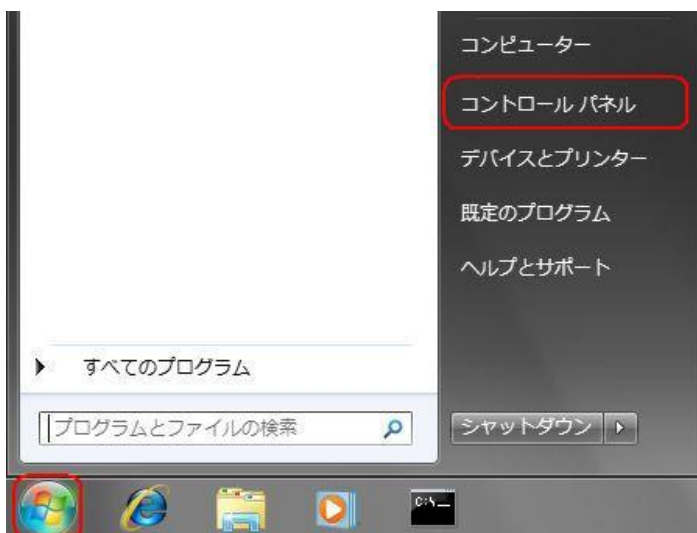 コンピューター
コントロール パネル
デバイスとプリンター
既定のプログラム
ヘルプとサポート
すべてのプログラム
プログラムとファイルの検索
シャットダウン
C:\_